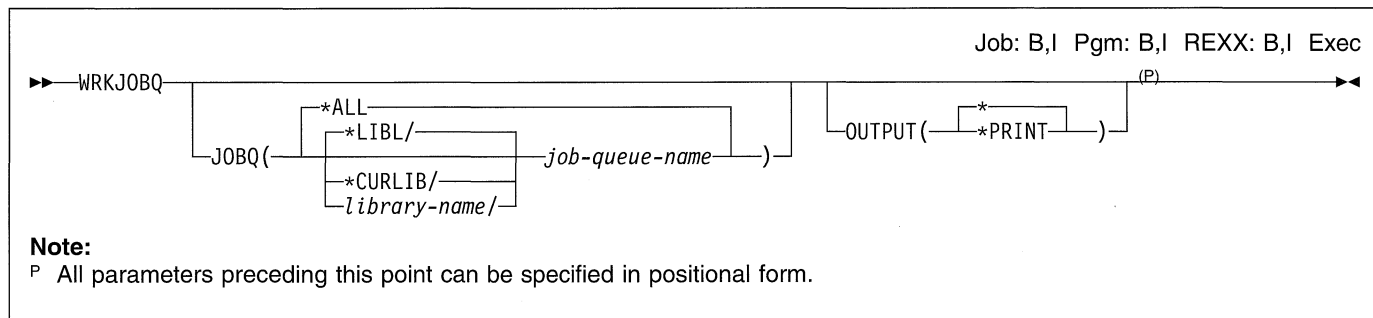 Job: B,I Pgm: B,I REXX: B,I Exec
WRKJOBQ (P)
*ALL *
*LIBL/ OUTPUT( *PRINT )
JOBQ( job-queue-name )
*CURLIB/
library-name/
Note:
P All parameters preceding this point can be specified in positional form.